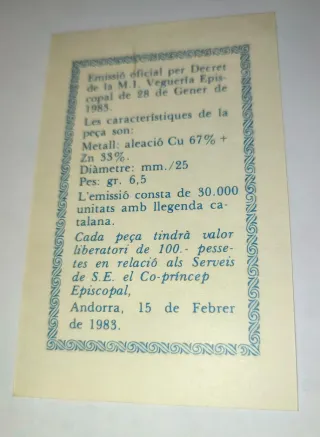 Emissió oficial per Decret
de la M.I. Vegueria Epis-
copal de 28 de Gener de
1983.
Les característiques de la
peça són:
Metall: aleació Cu 67% +
Zn 33%.
Diàmetre: mm./25
Pes: gr. 6,5
L'emissió consta de 30.000
unitats amb llegenda ca-
talana.
Cada peça tindrà valor
liberatori de 100.- pesse-
tes en relació als Serveis
de S.E. el Co-príncep
Episcopal,
Andorra, 15 de Febrer
de 1983.